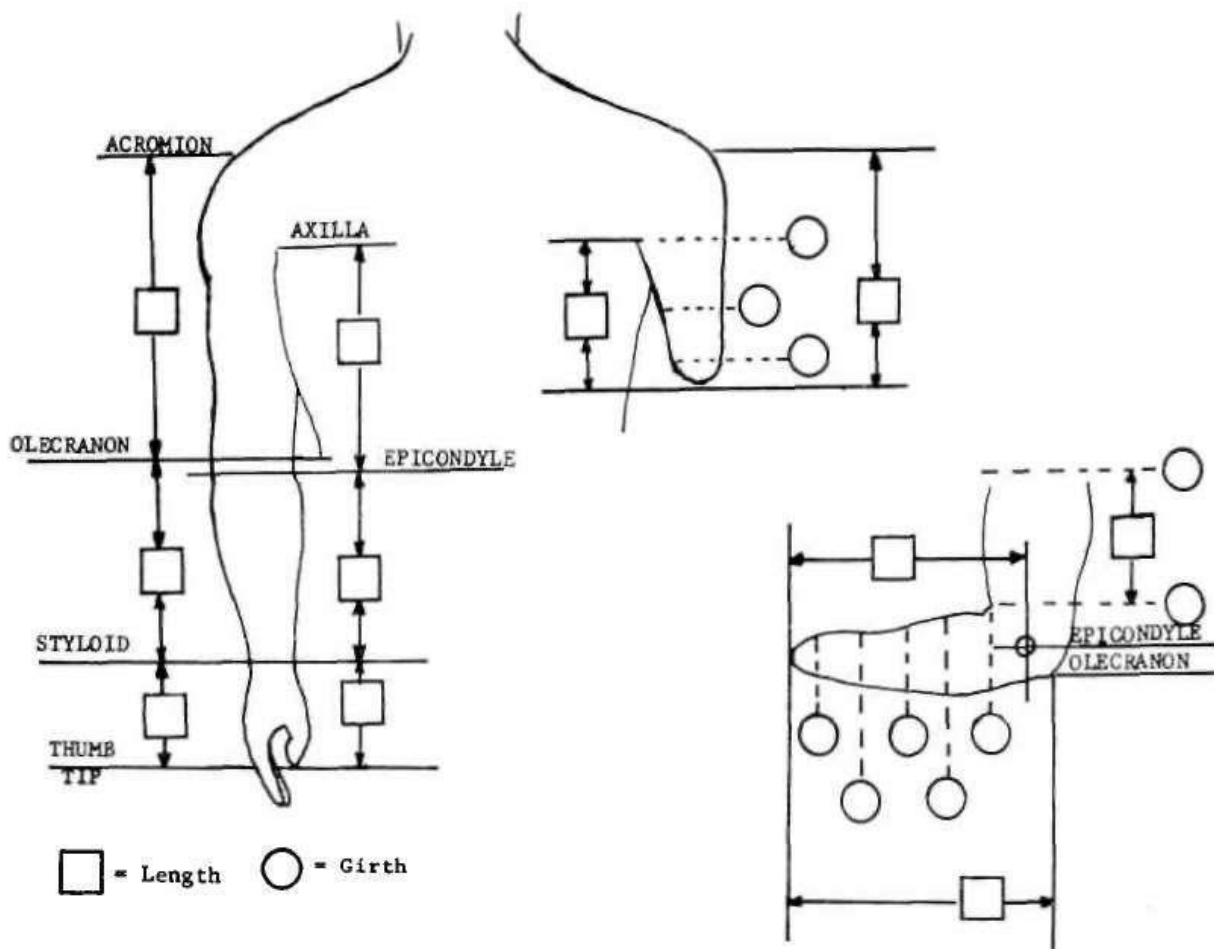 ACROMION
AXILLA
OLECRANON
EPICONDYLE
STYLOID
THUMB
TIP
EPICONDYLE
OLECRANON
= Length
= Girth